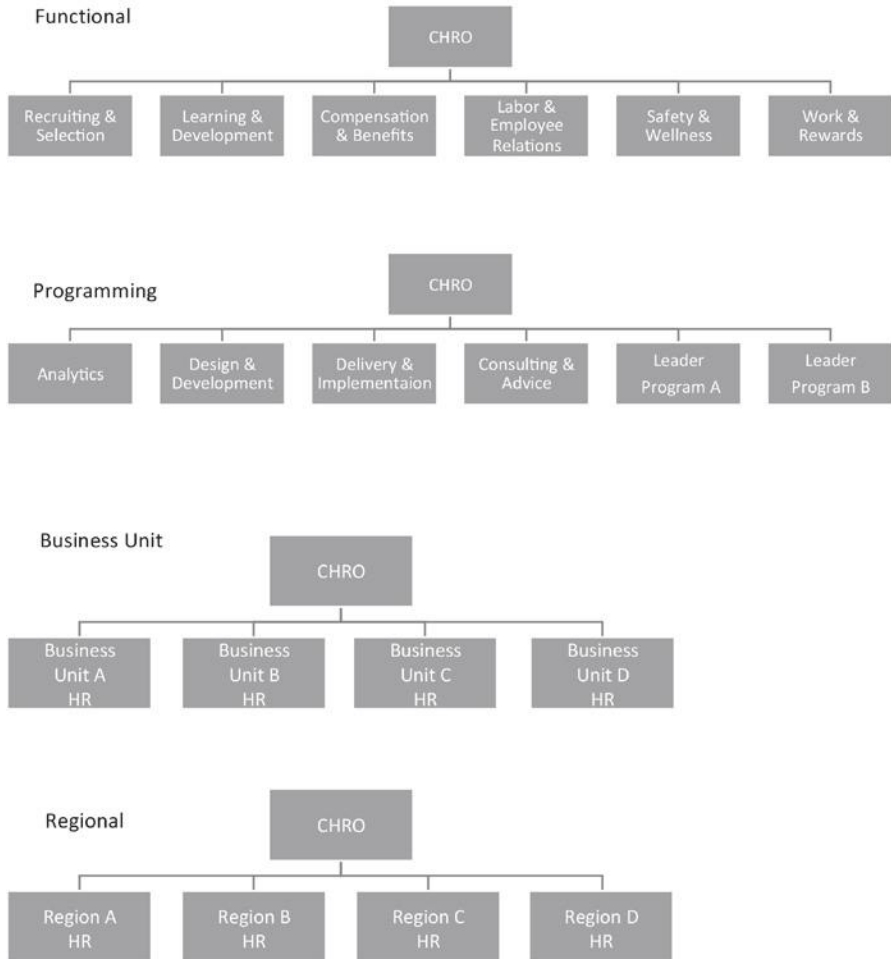 Functional
CHRO
Recruiting &
Selection
Learning &
Development
Compensation
& Benefits
Labor &
Employee
Relations
Safety &
Wellness
Work &
Rewards
Programming
CHRO
Analytics
Design &
Development
Delivery &
Implementaion
Consulting &
Advice
Leader
Program A
Leader
Program B
Business Unit
CHRO
Business
Unit A
HR
Business
Unit B
HR
Business
Unit C
HR
Business
Unit D
HR
Regional
CHRO
Region A
HR
Region B
HR
Region C
HR
Region D
HR